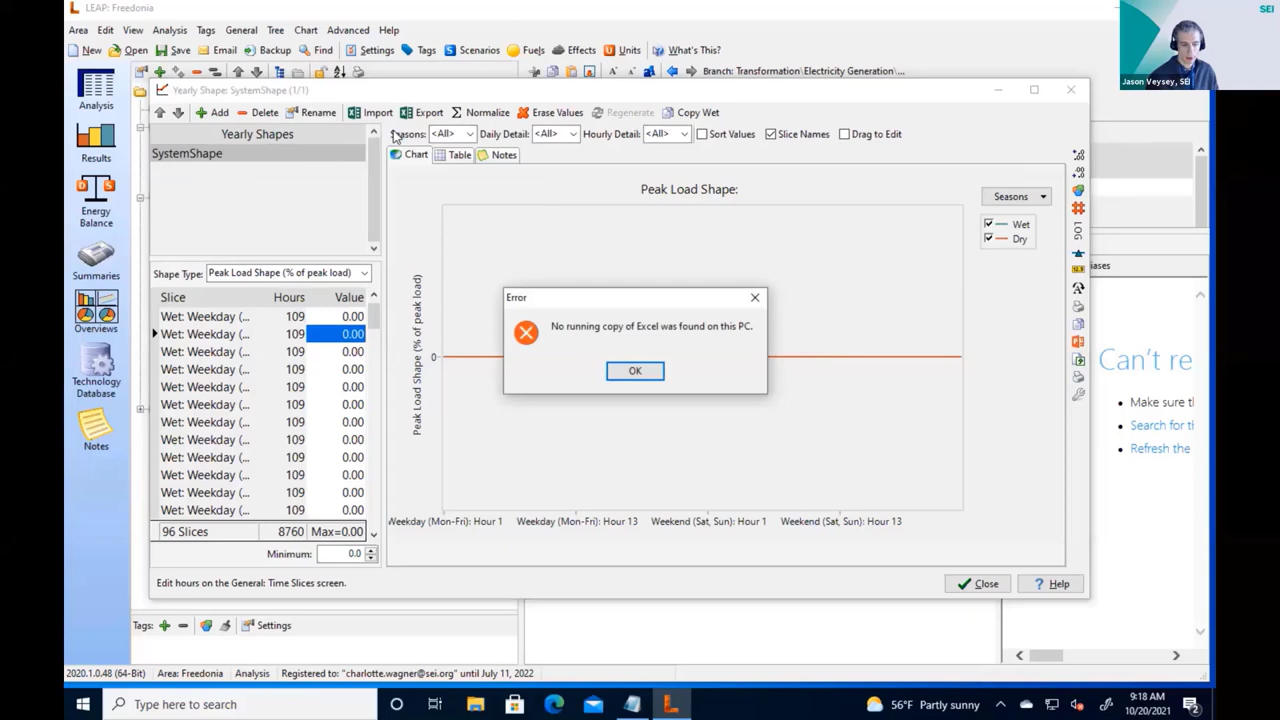 LEAP: Freedonia
SEI
Jason Veysey, SEI
Area Edit View Analysis Tags General Tree Chart Advanced Help
New Open Save Email Backup Find Settings Tags Scenarios Fuels Effects Units What's This?
Branch: Transformation\Electricity Generation\...
Analysis
Results
Energy
Balance
Summaries
Overviews
Technology
Database
Notes
Yearly Shape: SystemShape (1/1)
Add Delete Rename Import Export Normalize Erase Values Regenerate Copy Wet
Yearly Shapes
SystemShape
Seasons: <All> Daily Detail: <All> Hourly Detail: <All> Sort Values Slice Names Drag to Edit
Chart Table Notes
Shape Type: Peak Load Shape (% of peak load)
Slice Hours Value
Wet: Weekday (... 109 0.00
Wet: Weekday (... 109 0.00
Wet: Weekday (... 109 0.00
Wet: Weekday (... 109 0.00
Wet: Weekday (... 109 0.00
Wet: Weekday (... 109 0.00
Wet: Weekday (... 109 0.00
Wet: Weekday (... 109 0.00
Wet: Weekday (... 109 0.00
Wet: Weekday (... 109 0.00
Wet: Weekday (... 109 0.00
Wet: Weekday (... 109 0.00
96 Slices 8760 Max=0.00
Minimum: 0.0
Edit hours on the General: Time Slices screen.
Peak Load Shape:
Peak Load Shape (% of peak load)
0
Weekday (Mon-Fri): Hour 1 Weekday (Mon-Fri): Hour 13 Weekend (Sat, Sun): Hour 1 Weekend (Sat, Sun): Hour 13
Seasons
Wet
Dry
LOG
Error
No running copy of Excel was found on this PC.
OK
Close Help
iases
Can't re
Make sure th
Search for th
Refresh the
Tags: Settings
2020.1.0.48 (64-Bit) Area: Freedonia Analysis Registered to: "charlotte.wagner@sei.org" until July 11, 2022
Type here to search
56°F Partly sunny
9:18 AM
10/20/2021
2